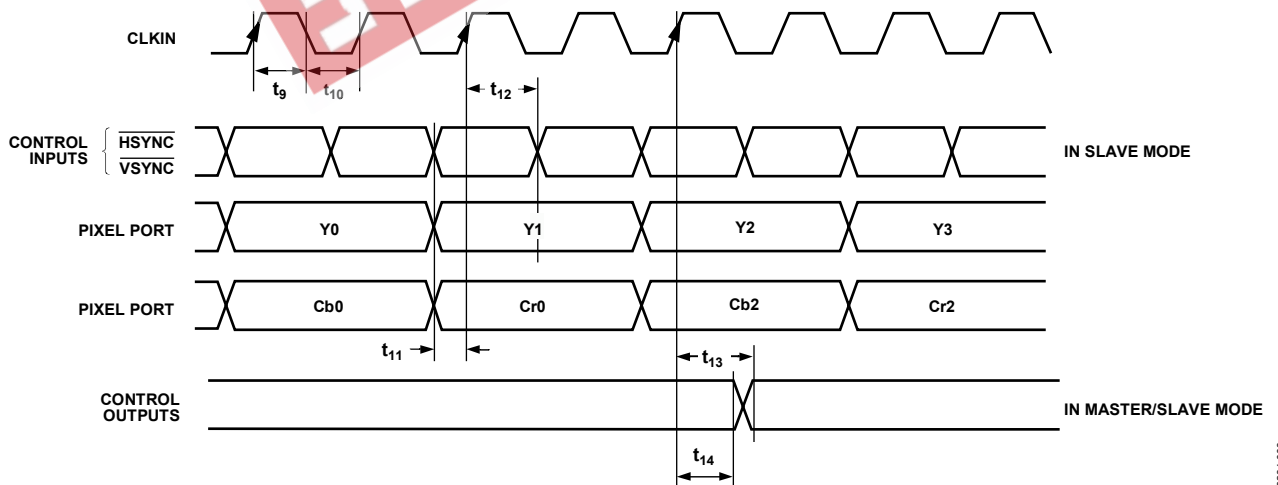 CLKIN
t9
t10
t12
CONTROL INPUTS
HSYNC
VSYNC
IN SLAVE MODE
PIXEL PORT
Y0
Y1
Y2
Y3
PIXEL PORT
Cb0
Cr0
Cb2
Cr2
t11
t13
CONTROL OUTPUTS
IN MASTER/SLAVE MODE
t14